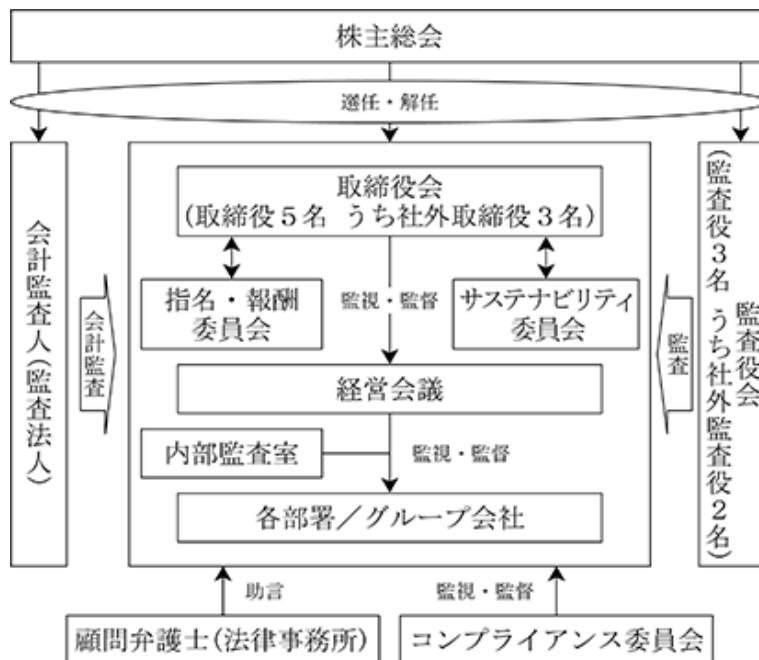 株主総会
選任・解任
会計監査人(監査法人)
会計監査
取締役会
(取締役5名 うち社外取締役3名)
指名・報酬
委員会
監視・監督
サステナビリティ
委員会
経営会議
内部監査室
監視・監督
各部署／グループ会社
監査
監査役会
(監査役3名 うち社外監査役2名)
助言
監視・監督
顧問弁護士(法律事務所)
コンプライアンス委員会